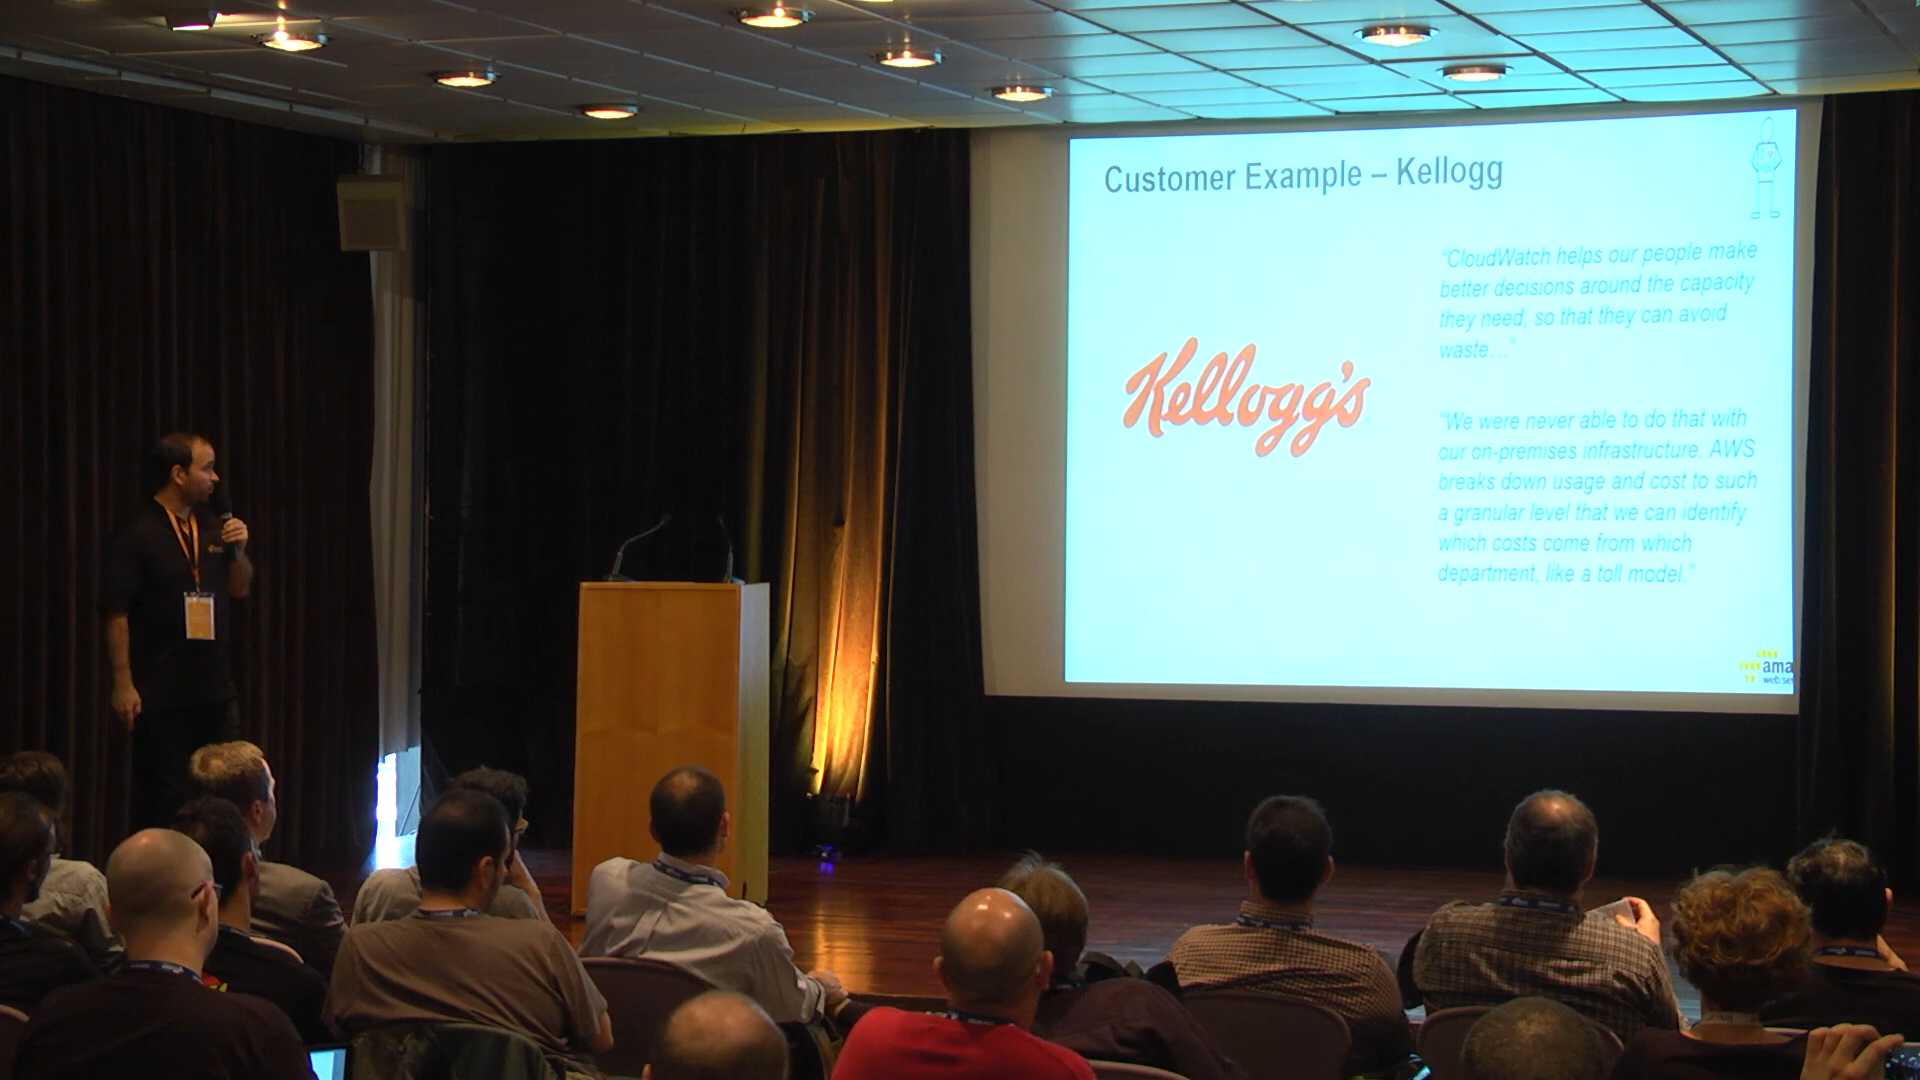 Customer Example – Kellogg
"CloudWatch helps our people make
better decisions around the capacity
they need, so that they can avoid
waste…"
Kellogg's
"We were never able to do that with
our on-premises infrastructure. AWS
breaks down usage and cost to such
a granular level that we can identify
which costs come from which
department, like a toll model."
ama
web se